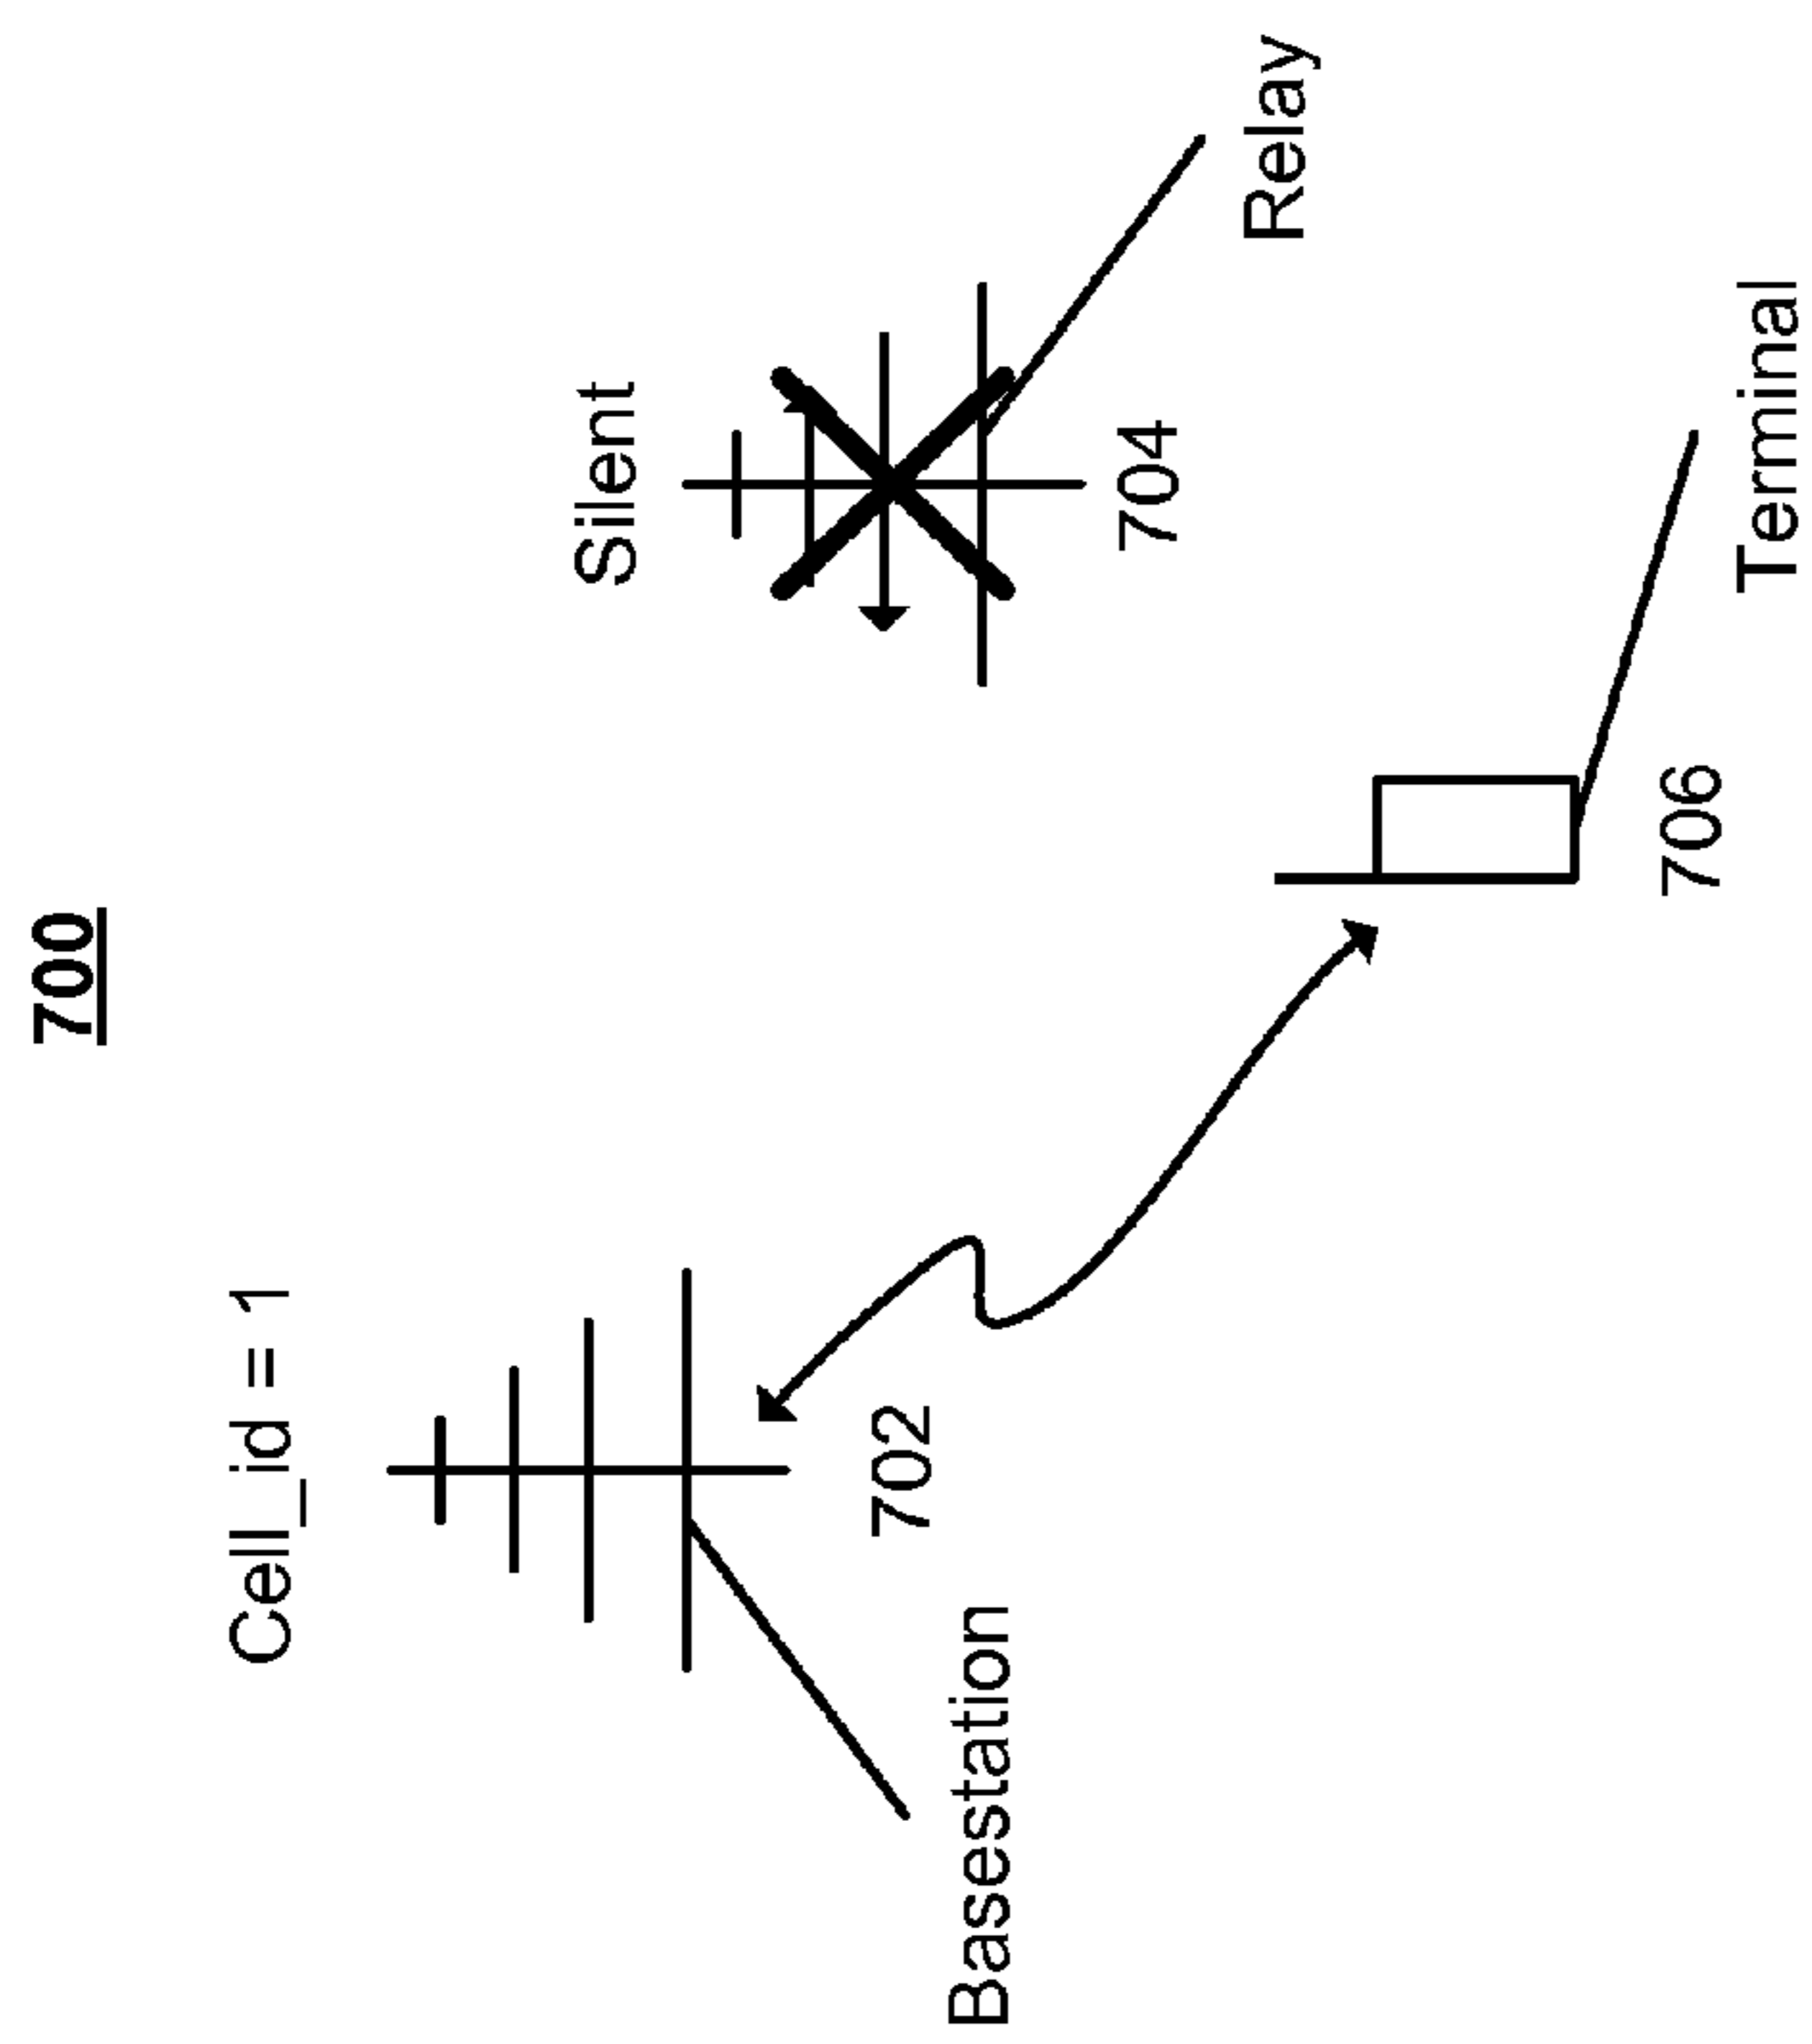 700
Cell_id = 1
Silent
702
704
Basestation
Relay
706
Terminal